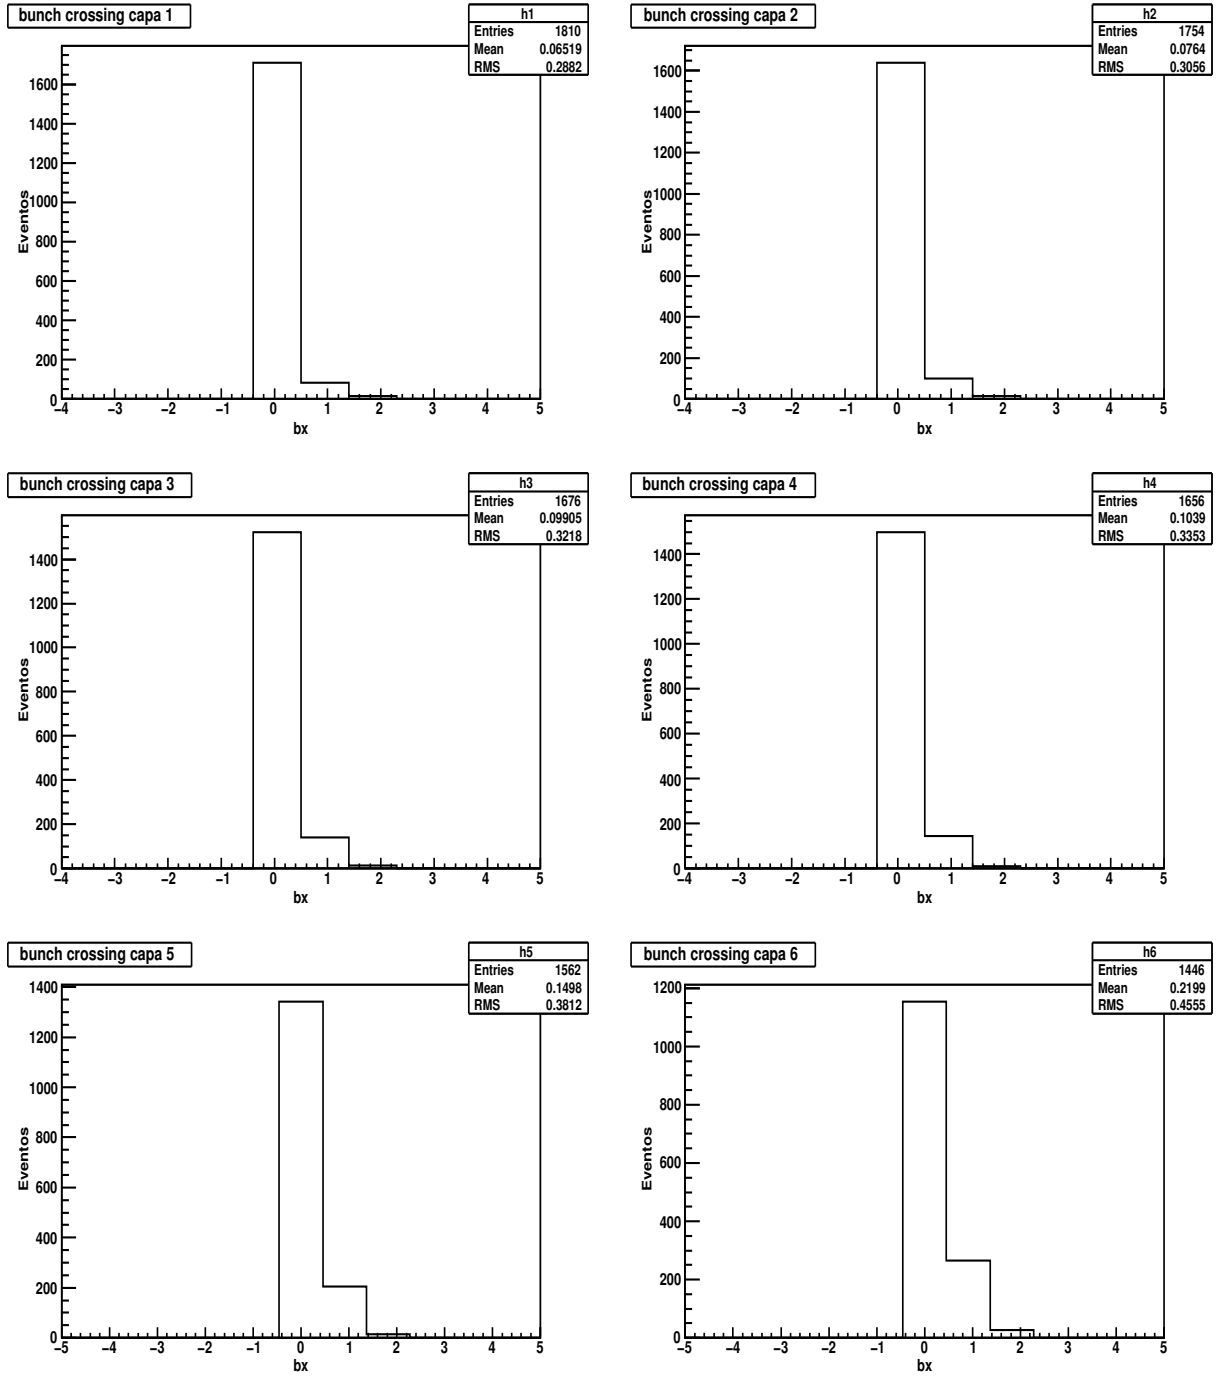 bunch crossing capa 1
h1
Entries 1810
Mean 0.06519
RMS 0.2882
1600
1400
1200
1000
800
600
400
200
0
Eventos
−4 −3 −2 −1 0 1 2 3 4 5
bx
bunch crossing capa 2
h2
Entries 1754
Mean 0.0764
RMS 0.3056
1600
1400
1200
1000
800
600
400
200
0
Eventos
−4 −3 −2 −1 0 1 2 3 4 5
bx
bunch crossing capa 3
h3
Entries 1676
Mean 0.09905
RMS 0.3218
1400
1200
1000
800
600
400
200
0
Eventos
−4 −3 −2 −1 0 1 2 3 4 5
bx
bunch crossing capa 4
h4
Entries 1656
Mean 0.1039
RMS 0.3353
1400
1200
1000
800
600
400
200
0
Eventos
−4 −3 −2 −1 0 1 2 3 4 5
bx
bunch crossing capa 5
h5
Entries 1562
Mean 0.1498
RMS 0.3812
1400
1200
1000
800
600
400
200
0
Eventos
−5 −4 −3 −2 −1 0 1 2 3 4 5
bx
bunch crossing capa 6
h6
Entries 1446
Mean 0.2199
RMS 0.4555
1200
1000
800
600
400
200
0
Eventos
−5 −4 −3 −2 −1 0 1 2 3 4 5
bx